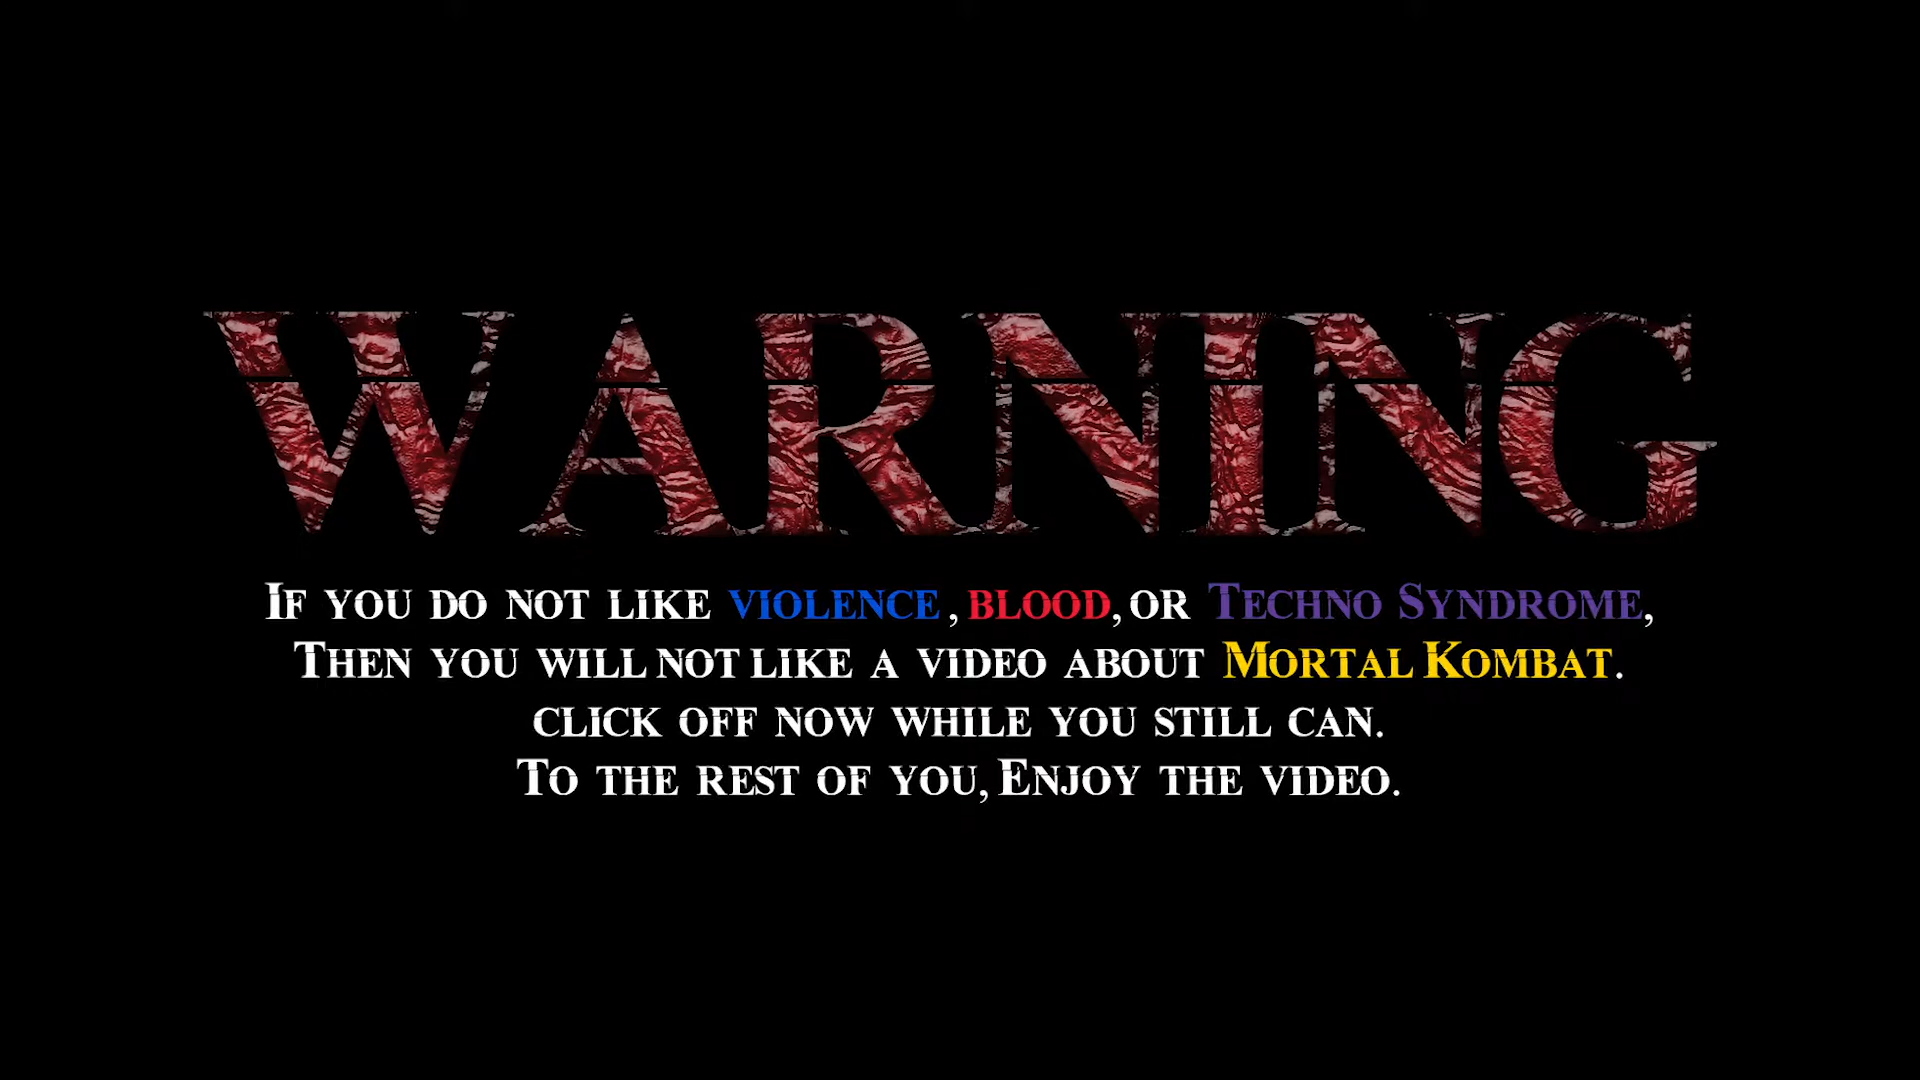 WARNING
If you do not like violence, blood, or Techno Syndrome,
Then you will not like a video about Mortal Kombat.
click off now while you still can.
To the rest of you, Enjoy the video.